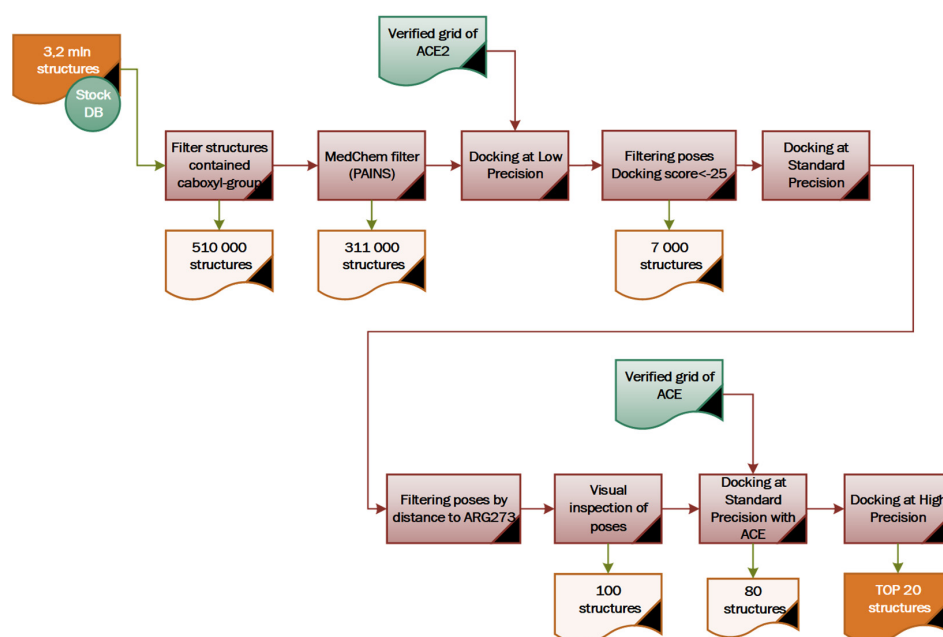 3,2 mln
structures
Stock
DB
Verified grid of
ACE2
Filter structures
contained
caboxyl-group
MedChem filter
(PAINS)
Docking at Low
Precision
Filtering poses
Docking score<-25
Docking at
Standard
Precision
510 000
structures
311 000
structures
7 000
structures
Verified grid of
ACE
Filtering poses by
distance to ARG273
Visual
inspection of
poses
Docking at
Standard
Precision with
ACE
Docking at High
Precision
100
structures
80
structures
TOP 20
structures